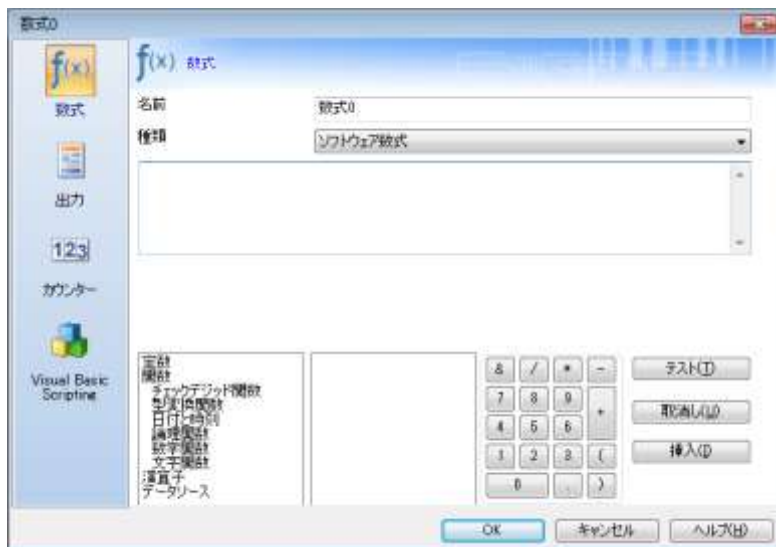 数式0
f(x)
数式
出力
123
カウンター
Visual Basic
Scripting
f(x) 数式
名前 数式0
種類 ソフトウェア数式
定数
関数
チェックデジッド関数
型変換関数
日付と時刻
論理関数
数学関数
文字関数
演算子
データソース
& / * -
7 8 9 +
4 5 6
1 2 3 (
0 . )
テスト(T)
取消し(U)
挿入(I)
OK キャンセル ヘルプ(H)